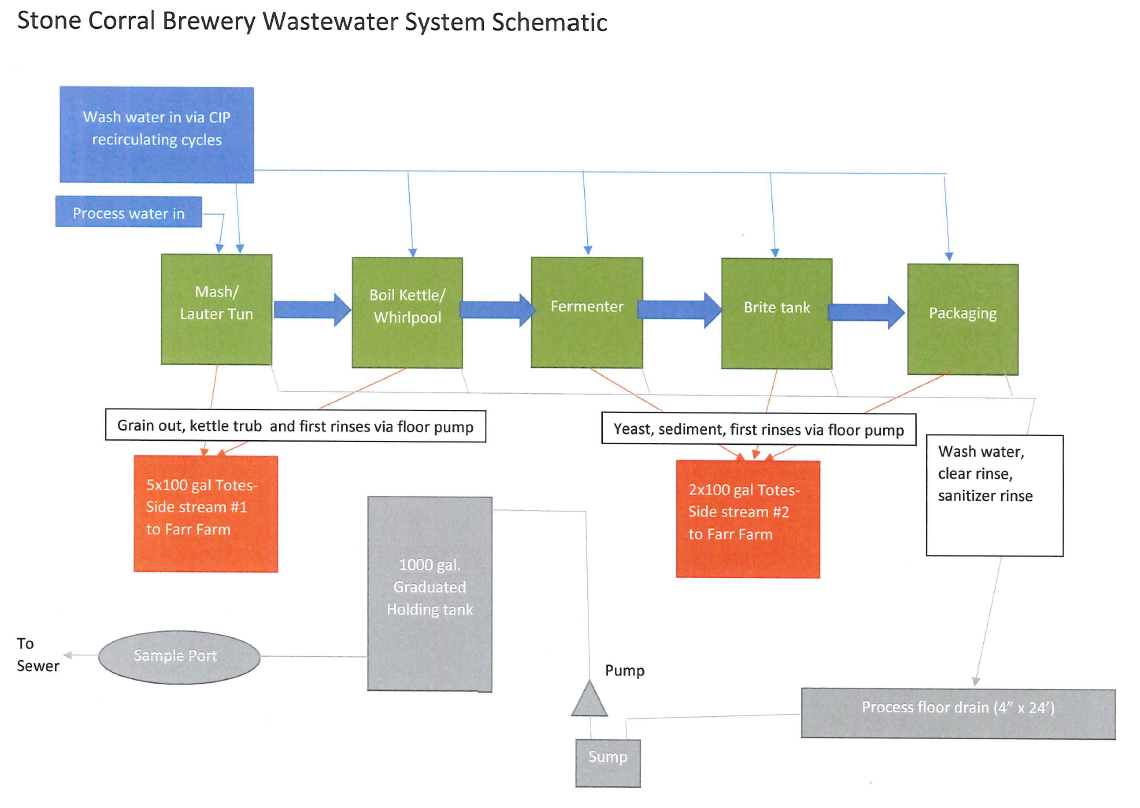 Stone Corral Brewery Wastewater System Schematic
Wash water in via CIP
recirculating cycles
Process water in
Mash/
Lauter Tun
Boil Kettle/
Whirlpool
Fermenter
Brite tank
Packaging
Grain out, kettle trub and first rinses via floor pump
Yeast, sediment, first rinses via floor pump
Wash water,
clear rinse,
sanitizer rinse
5x100 gal Totes-
Side stream #1
to Farr Farm
2x100 gal Totes-
Side stream #2
to Farr Farm
1000 gal.
Graduated
Holding tank
To
Sewer
Sample Port
Pump
Process floor drain (4” x 24’)
Sump